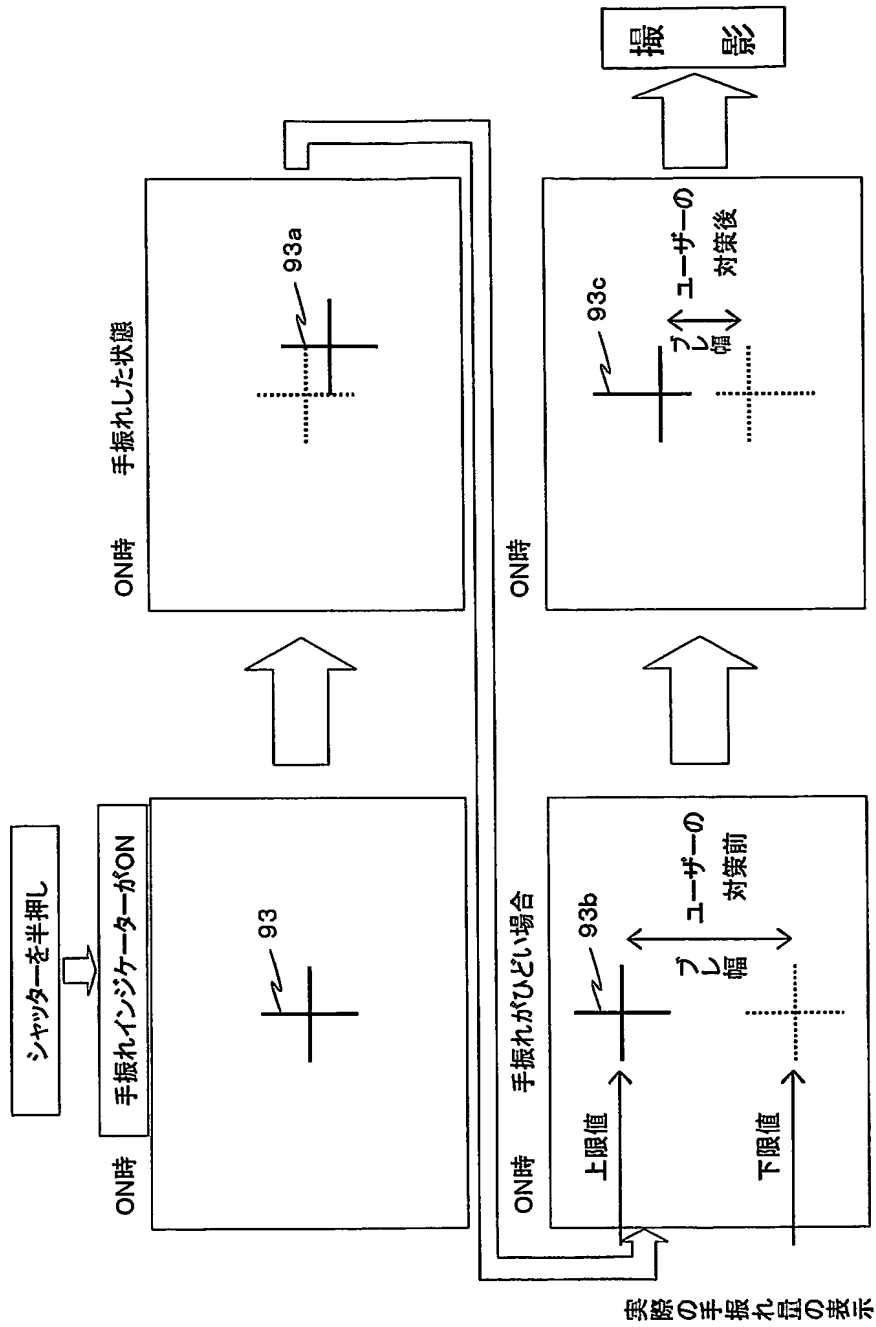 シャッターを半押し
ON時
手振れインジケーターがON
93
ON時 手振れした状態
93a
ON時 手振れがひどい場合
93b
上限値
下限値
ブレ幅
ユーザーの
対策前
実際の手振れ量の表示
ON時
93c
ブレ幅
ユーザーの
対策後
撮影